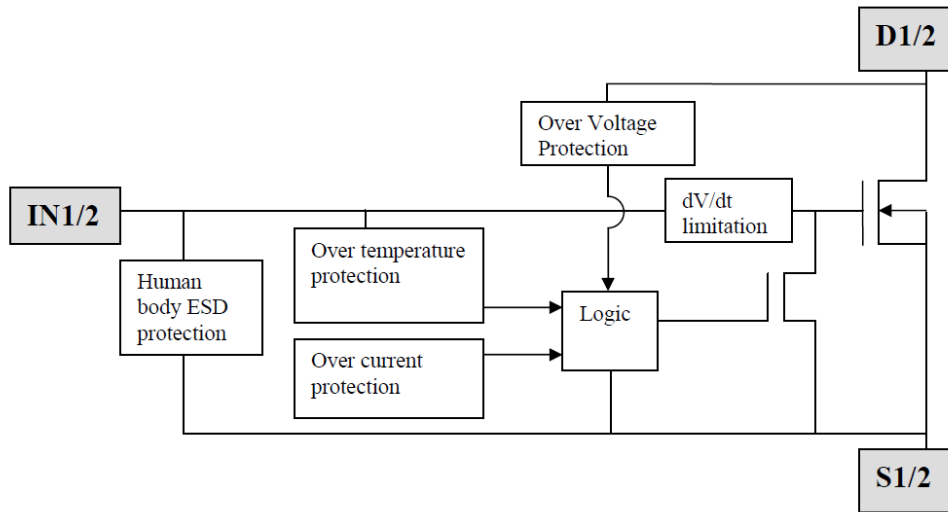 D1/2
Over Voltage
Protection
IN1/2
dV/dt
limitation
Over temperature
protection
Human
body ESD
protection
Logic
Over current
protection
S1/2